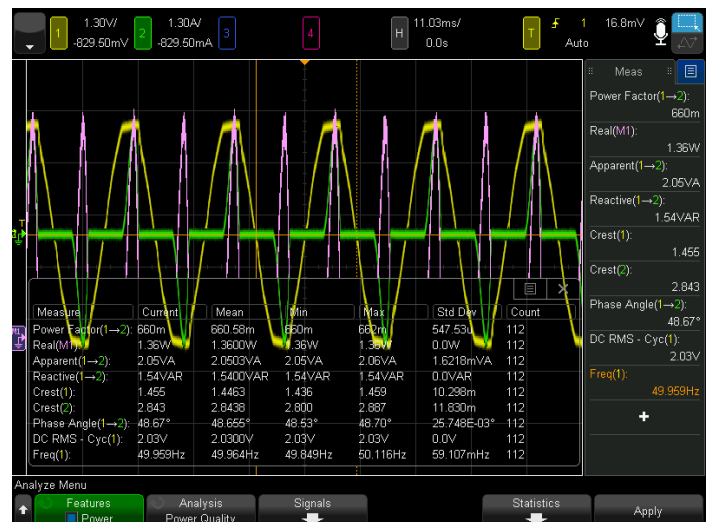 1 1.30V/ 2 1.30A/ 3 4 H 11.03ms/ T 1 16.8mV
-829.50mV -829.50mA 0.0s Auto
Meas
Power Factor(1→2):
660m
Real(M1):
1.36W
Apparent(1→2):
2.05VA
Reactive(1→2):
1.54VAR
Crest(1):
1.455
Crest(2):
2.843
Phase Angle(1→2):
48.67°
DC RMS - Cyc(1):
2.03V
Freq(1):
49.959Hz
T
M1
Measure Current Mean Min Max Std Dev Count
Power Factor(1→2): 660m 660.58m 660m 662m 547.53u 112
Real(M1): 1.36W 1.3600W 1.36W 1.36W 0.0W 112
Apparent(1→2): 2.05VA 2.0503VA 2.05VA 2.06VA 1.6218mVA 112
Reactive(1→2): 1.54VAR 1.5400VAR 1.54VAR 1.54VAR 0.0VAR 112
Crest(1): 1.455 1.4463 1.436 1.459 10.298m 112
Crest(2): 2.843 2.8438 2.800 2.887 11.830m 112
Phase Angle(1→2): 48.67° 48.655° 48.53° 48.70° 25.748E-03° 112
DC RMS - Cyc(1): 2.03V 2.0300V 2.03V 2.03V 0.0V 112
Freq(1): 49.959Hz 49.964Hz 49.849Hz 50.116Hz 59.107mHz 112
Analyze Menu
Features Analysis Signals Statistics Apply
Power Power Quality